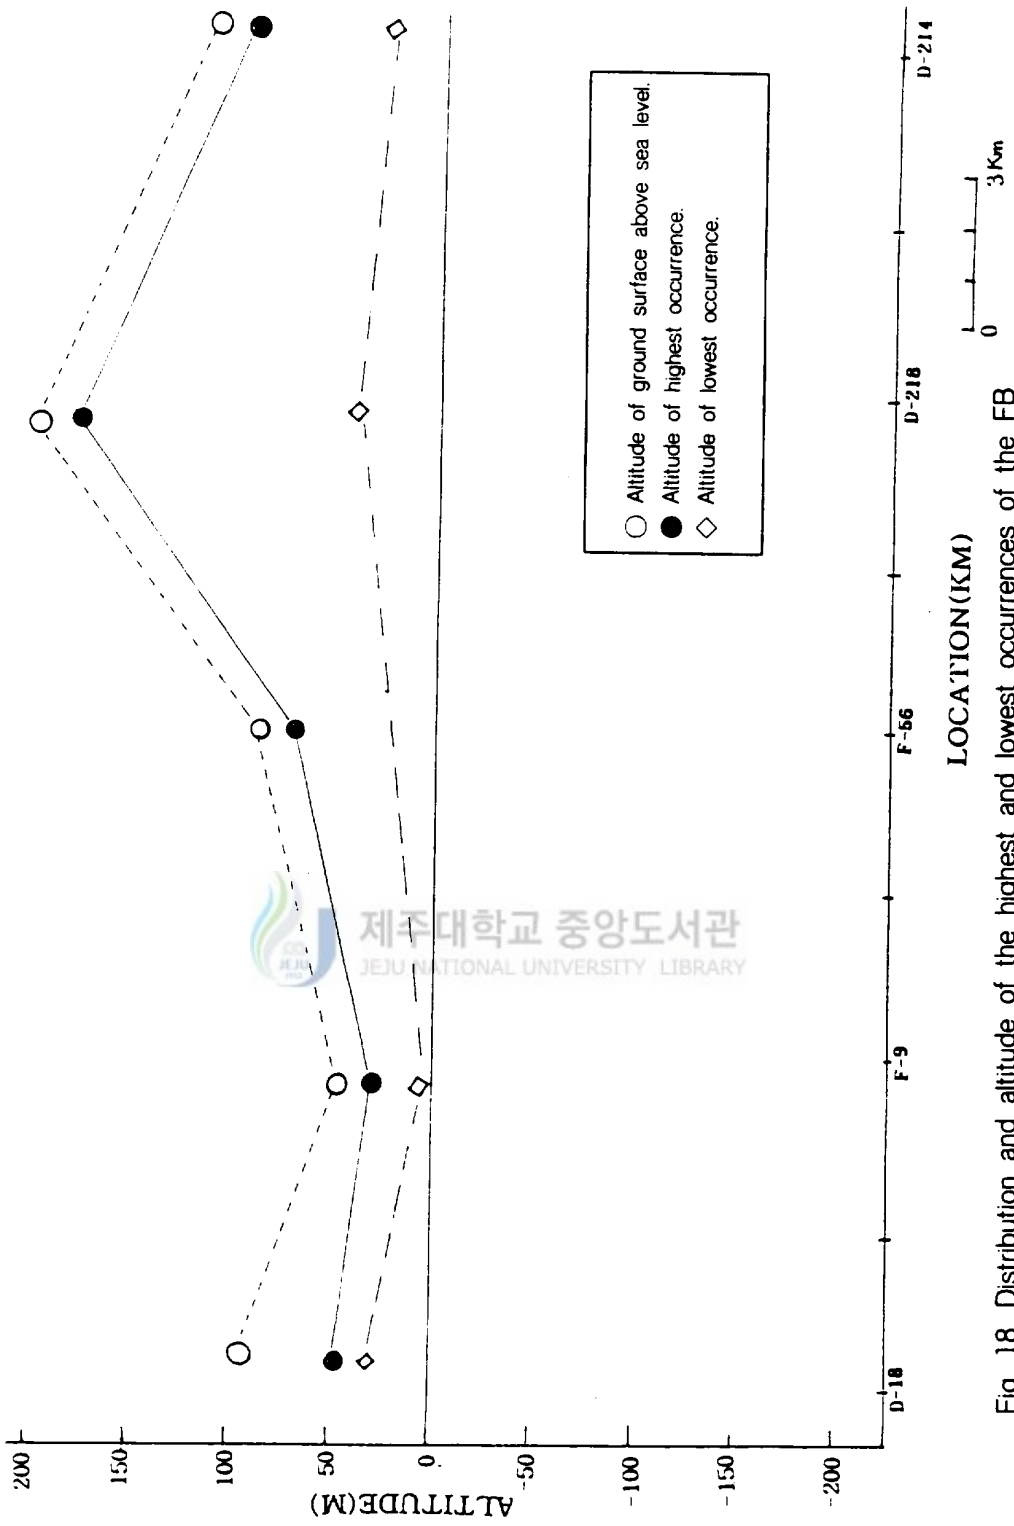 ALTITUDE(M)
200
150
100
50
0
-50
-100
-150
-200
D-18
F-9
F-56
D-218
D-214
LOCATION(KM)
0
3 Km
Altitude of ground surface above sea level.
Altitude of highest occurrence.
Altitude of lowest occurrence.
제주대학교 중앙도서관
JEJU NATIONAL UNIVERSITY LIBRARY
JEJU
1952
Fig. 18 Distribution and altitude of the highest and lowest occurrences of the FB